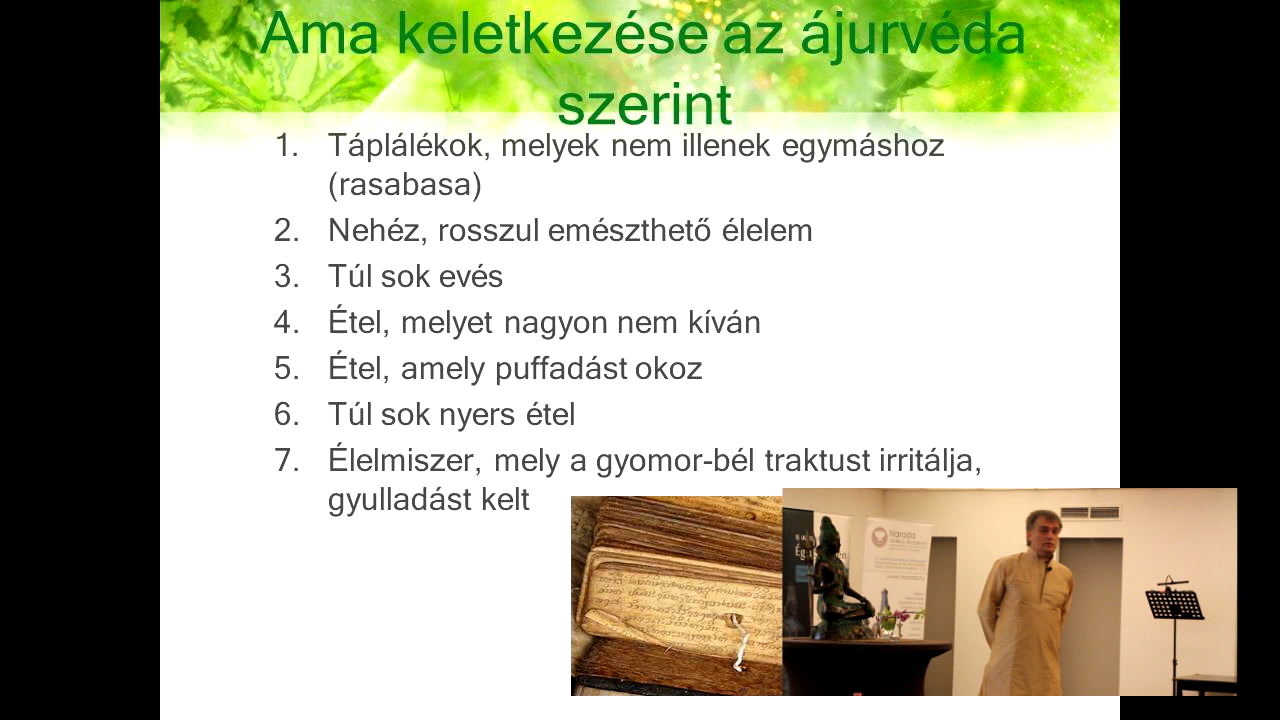 Ama keletkezése az ájurvéda
szerint
1. Táplálékok, melyek nem illenek egymáshoz
(rasabasa)
2. Nehéz, rosszul emészthető élelem
3. Túl sok evés
4. Étel, melyet nagyon nem kíván
5. Étel, amely puffadást okoz
6. Túl sok nyers étel
7. Élelmiszer, mely a gyomor-bél traktust irritálja,
gyulladást kelt
Narada